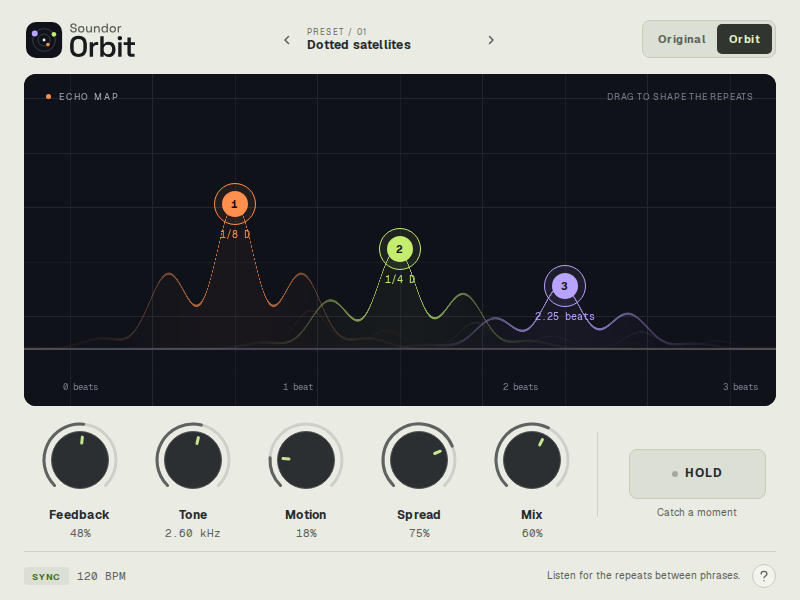 Soundor
Orbit
PRESET / 01
Dotted satellites
Original
Orbit
ECHO MAP
DRAG TO SHAPE THE REPEATS
1
1/8 D
2
1/4 D
3
2.25 beats
0 beats
1 beat
2 beats
3 beats
Feedback
48%
Tone
2.60 kHz
Motion
18%
Spread
75%
Mix
60%
HOLD
Catch a moment
SYNC
120 BPM
Listen for the repeats between phrases.
?